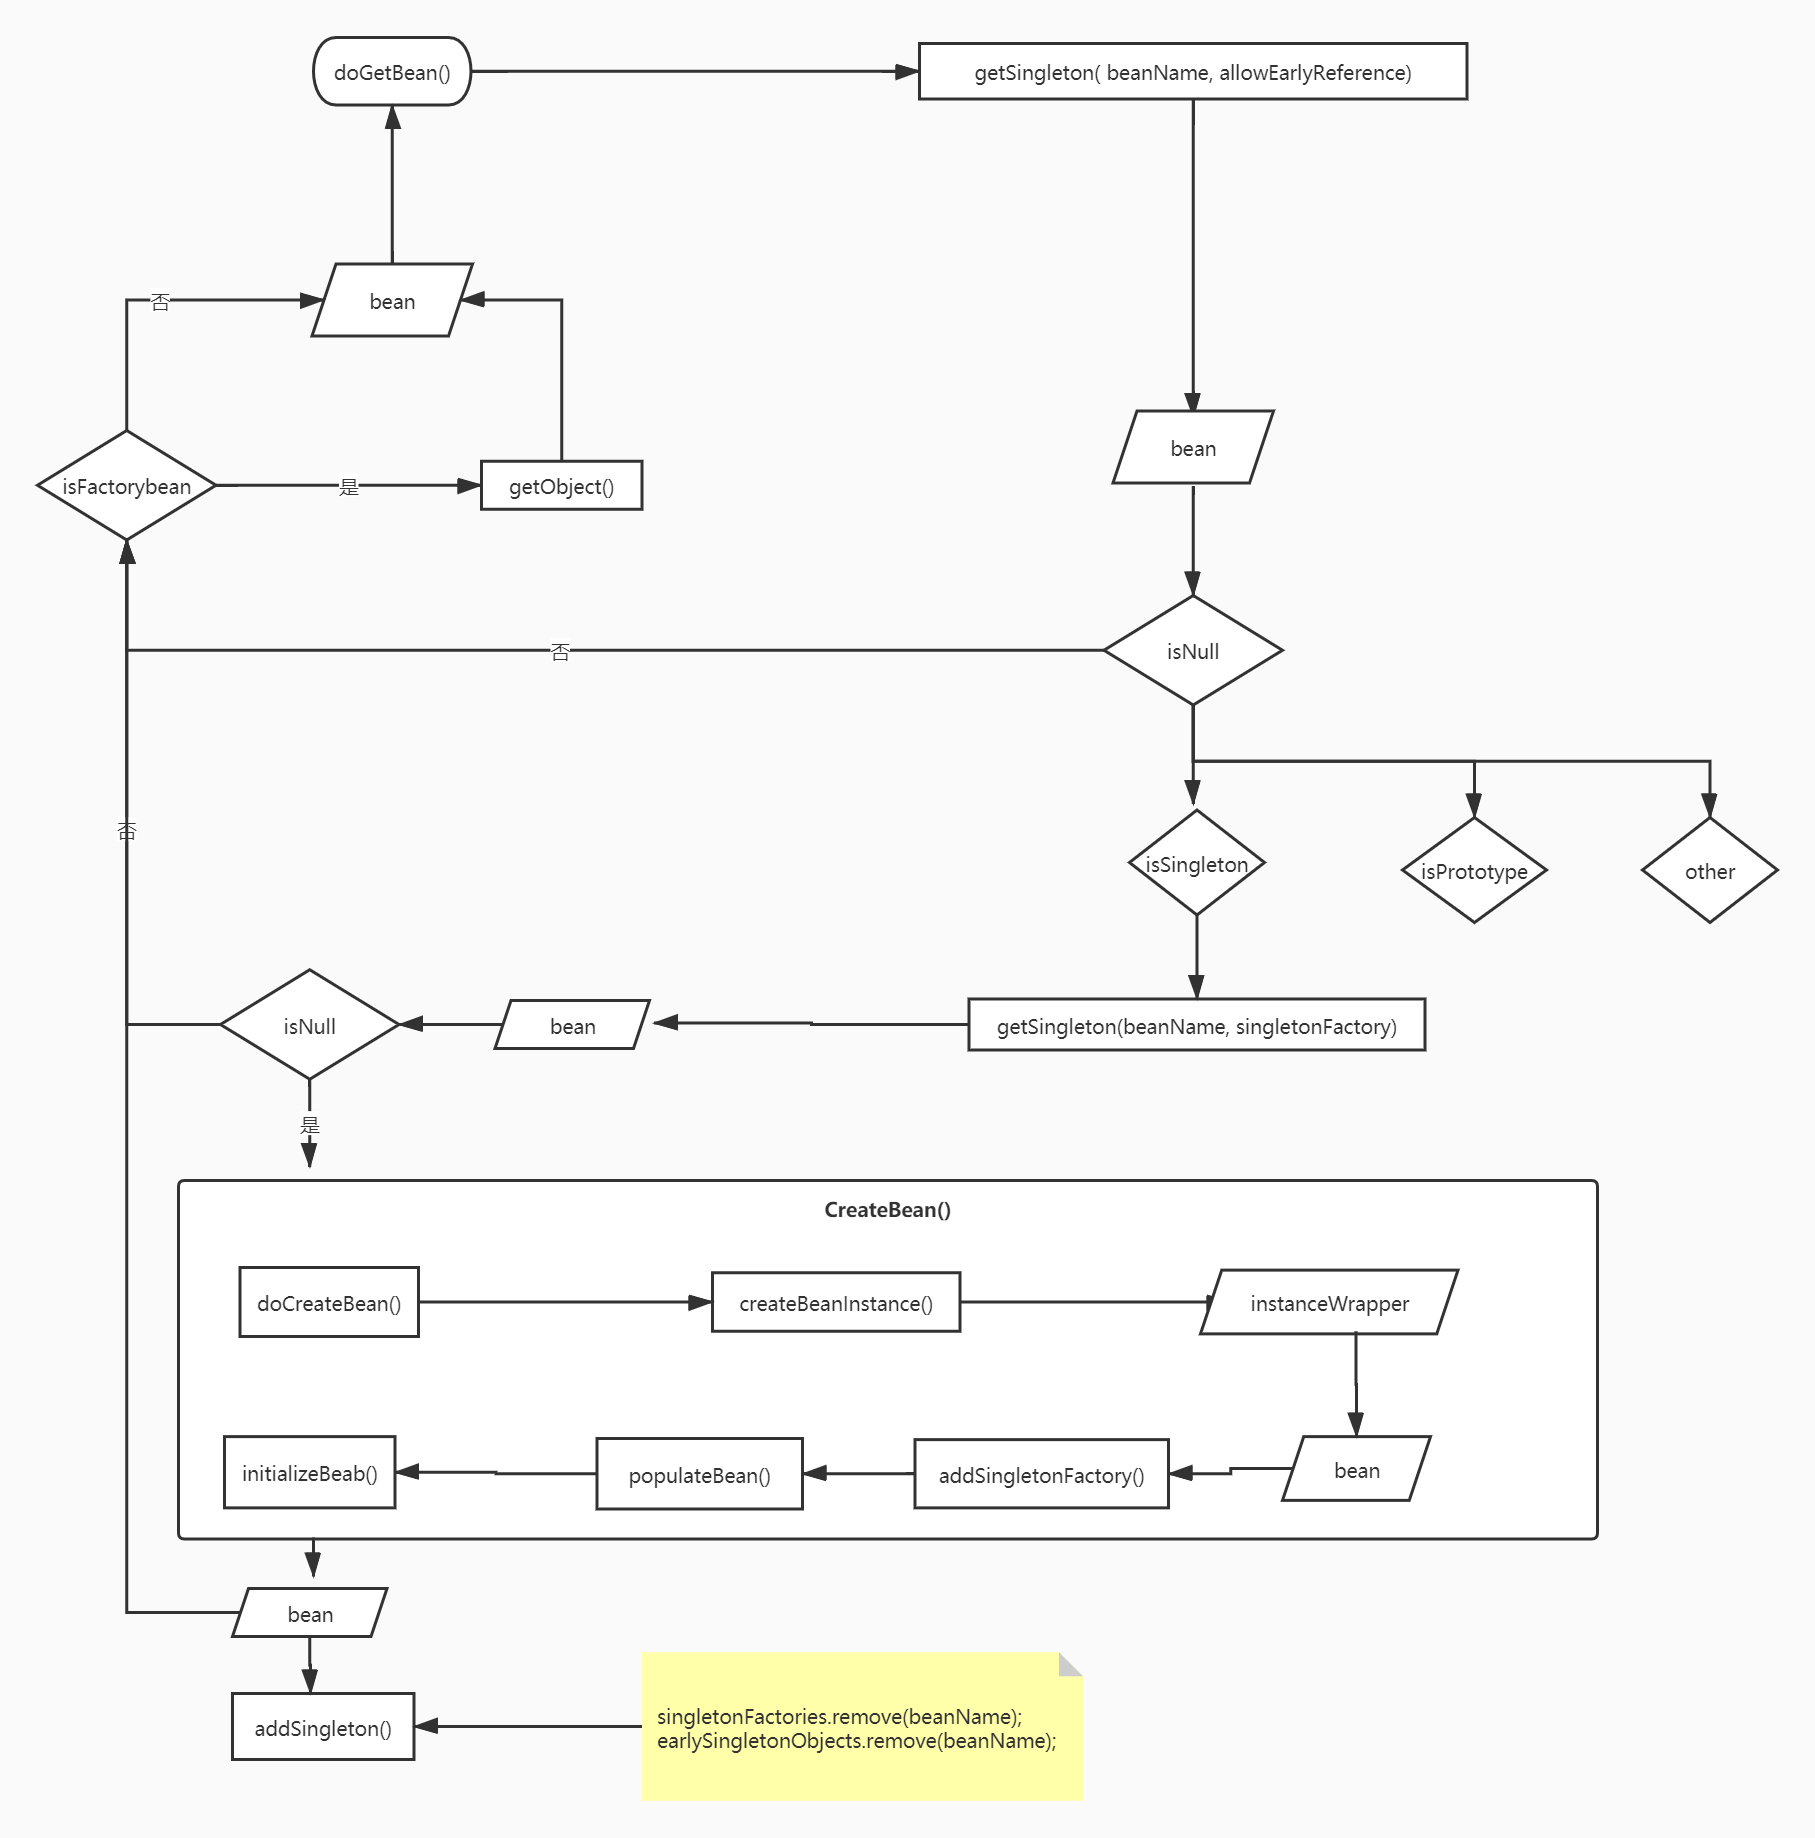 doGetBean()
getSingleton( beanName, allowEarlyReference)
否
bean
bean
isFactorybean
是
getObject()
否
isNull
否
isSingleton
isPrototype
other
isNull
bean
getSingleton(beanName, singletonFactory)
是
CreateBean()
doCreateBean()
createBeanInstance()
instanceWrapper
initializeBeab()
populateBean()
addSingletonFactory()
bean
bean
addSingleton()
singletonFactories.remove(beanName);
earlySingletonObjects.remove(beanName);